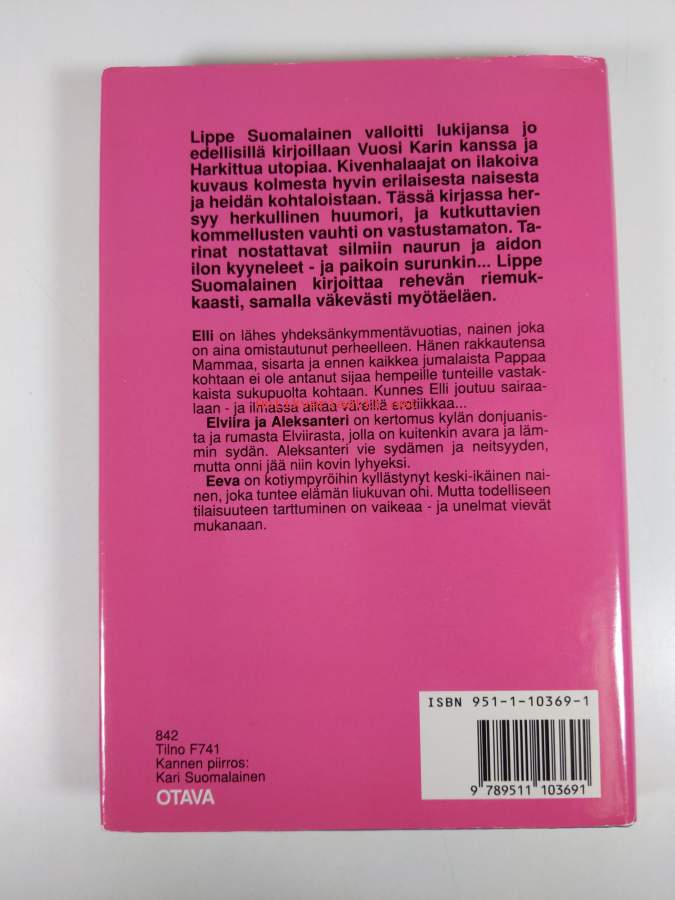 Lippe Suomalainen valloitti lukijansa jo
edellisillä kirjoillaan Vuosi Karin kanssa ja
Harkittua utopiaa. Kivenhalaajat on ilakoiva
kuvaus kolmesta hyvin erilaisesta naisesta
ja heidän kohtaloistaan. Tässä kirjassa her-
syy herkullinen huumori, ja kutkuttavien
kommellusten vauhti on vastustamaton. Ta-
rinat nostattavat silmiin naurun ja aidon
ilon kyyneleet - ja paikoin surunkin... Lippe
Suomalainen kirjoittaa rehevän riemuk-
kaasti, samalla väkevästi myötäeläen.
Elli on lähes yhdeksänkymmentävuotias, nainen joka
on aina omistautunut perheelleen. Hänen rakkautensa
Mammaa, sisarta ja ennen kaikkea jumalaista Pappaa
kohtaan ei ole antanut sijaa hempeille tunteille vastak-
kaista sukupuolta kohtaan. Kunnes Elli joutuu sairaa-
laan - ja ilmassa alkaa väreillä erotiikkaa...
Elviira ja Aleksanteri on kertomus kylän donjuanis-
ta ja rumasta Elviirasta, jolla on kuitenkin avara ja läm-
min sydän. Aleksanteri vie sydämen ja neitsyyden,
mutta onni jää niin kovin lyhyeksi.
Eeva on kotiympyröihin kyllästynyt keski-ikäinen nai-
nen, joka tuntee elämän liukuvan ohi. Mutta todelliseen
tilaisuuteen tarttuminen on vaikeaa - ja unelmat vievät
mukanaan.
ISBN 951-1-10369-1
9 789511 103691
842
Tilno F741
Kannen piirros:
Kari Suomalainen
OTAVA